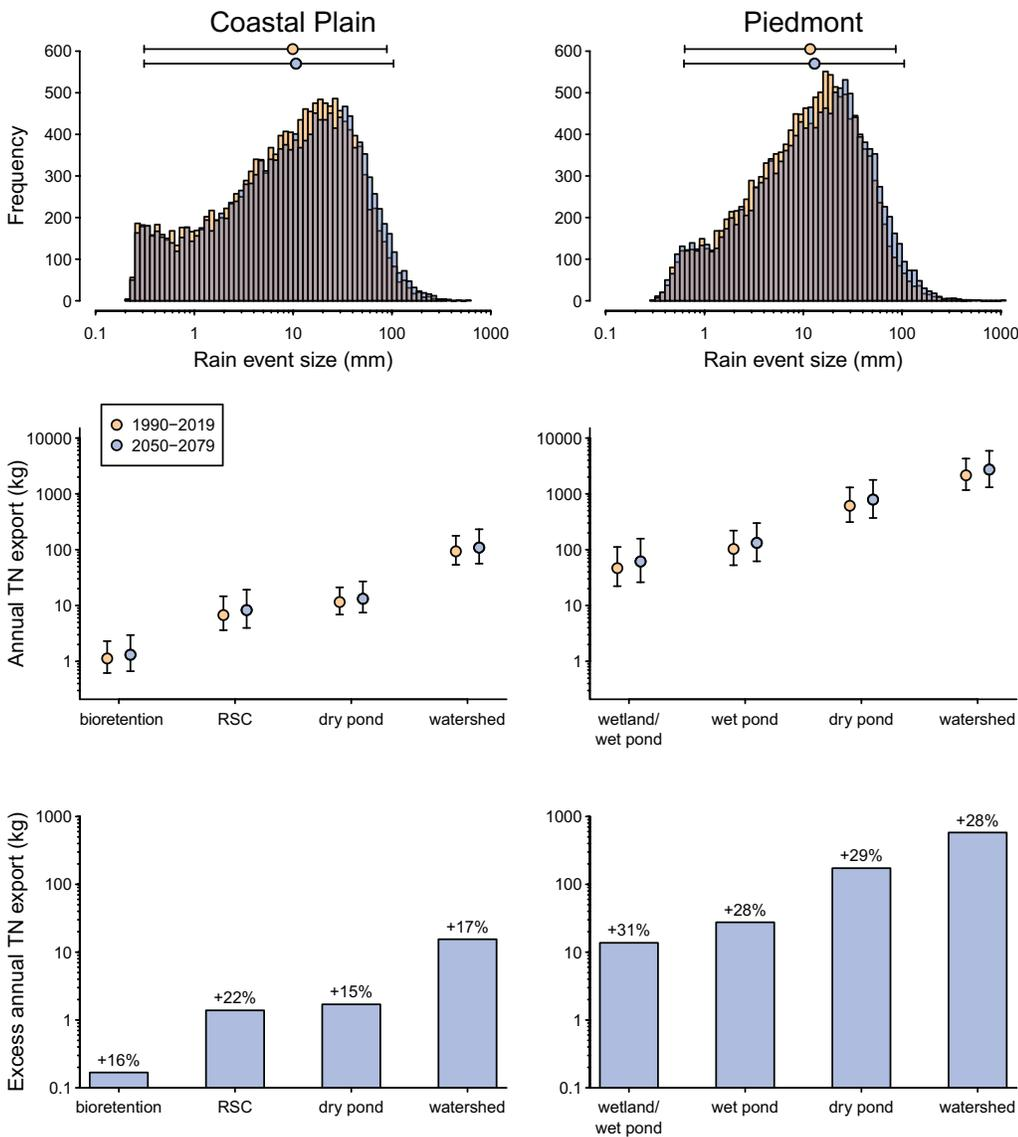 Coastal Plain
Piedmont
Frequency
600
500
400
300
200
100
0
0.1
1
10
100
1000
Rain event size (mm)
600
500
400
300
200
100
0
0.1
1
10
100
1000
Rain event size (mm)
1990−2019
2050−2079
Annual TN export (kg)
10000
1000
100
10
1
bioretention
RSC
dry pond
watershed
10000
1000
100
10
1
wetland/
wet pond
wet pond
dry pond
watershed
Excess annual TN export (kg)
1000
100
10
1
0.1
+16%
+22%
+15%
+17%
bioretention
RSC
dry pond
watershed
1000
100
10
1
0.1
+31%
+28%
+29%
+28%
wetland/
wet pond
wet pond
dry pond
watershed